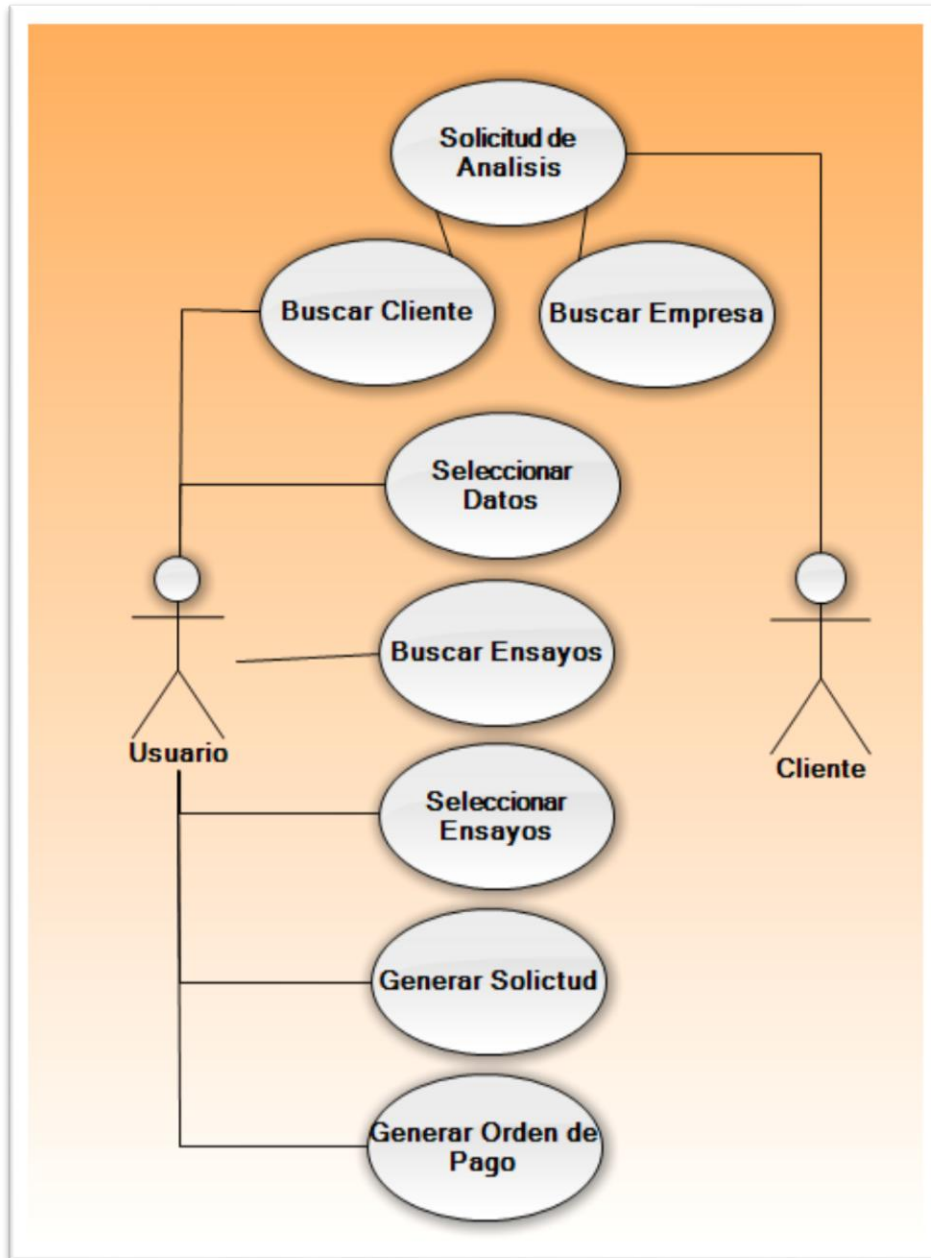 Solicitud de
Analisis
Buscar Cliente
Buscar Empresa
Seleccionar
Datos
Buscar Ensayos
Usuario
Cliente
Seleccionar
Ensayos
Generar Solictud
Generar Orden de
Pago